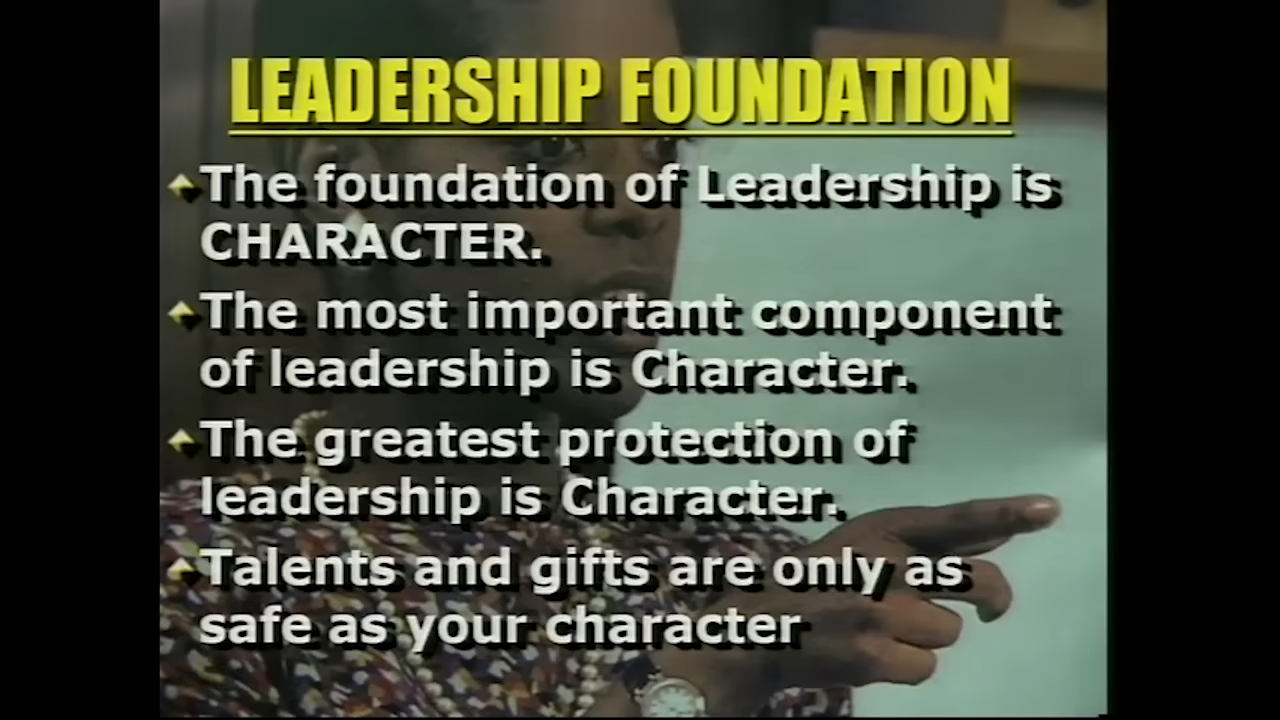 LEADERSHIP FOUNDATION
The foundation of Leadership is
CHARACTER.
The most important component
of leadership is Character.
The greatest protection of
leadership is Character.
Talents and gifts are only as
safe as your character